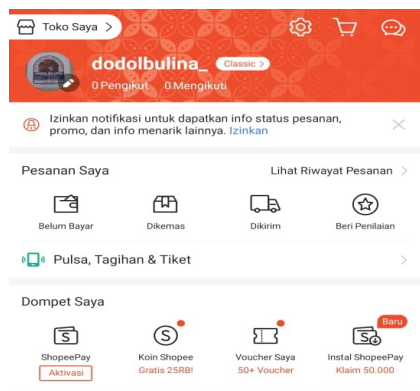 Toko Saya >
dodolbulina_ Classic >
0 Pengikut 0 Mengikuti
Izinkan notifikasi untuk dapatkan info status pesanan,
promo, dan info menarik lainnya. Izinkan
Pesanan Saya Lihat Riwayat Pesanan >
Belum Bayar Dikemas Dikirim Beri Penilaian
Pulsa, Tagihan & Tiket >
Dompet Saya
Baru
ShopeePay Koin Shopee Voucher Saya Instal ShopeePay
Aktivasi Gratis 25RB! 50+ Voucher Klaim 50.000